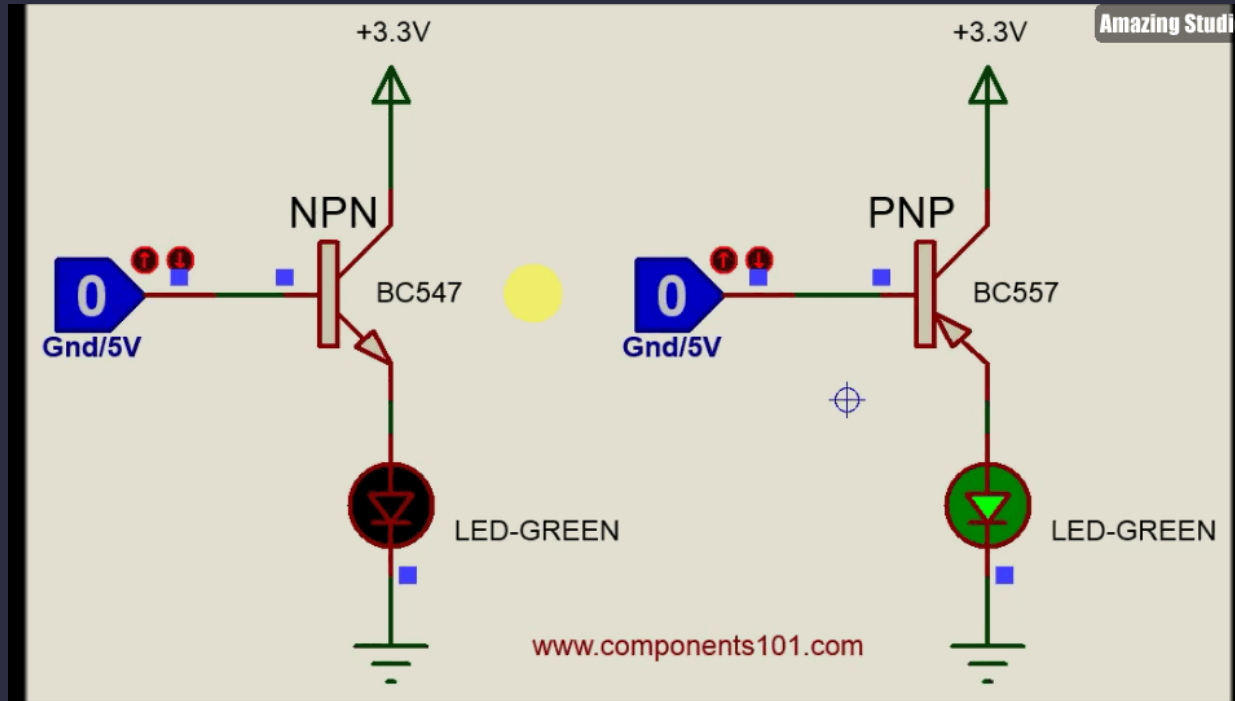 Amazing Studi
+3.3V
+3.3V
NPN
PNP
0
BC547
0
BC557
Gnd/5V
Gnd/5V
LED-GREEN
LED-GREEN
www.components101.com